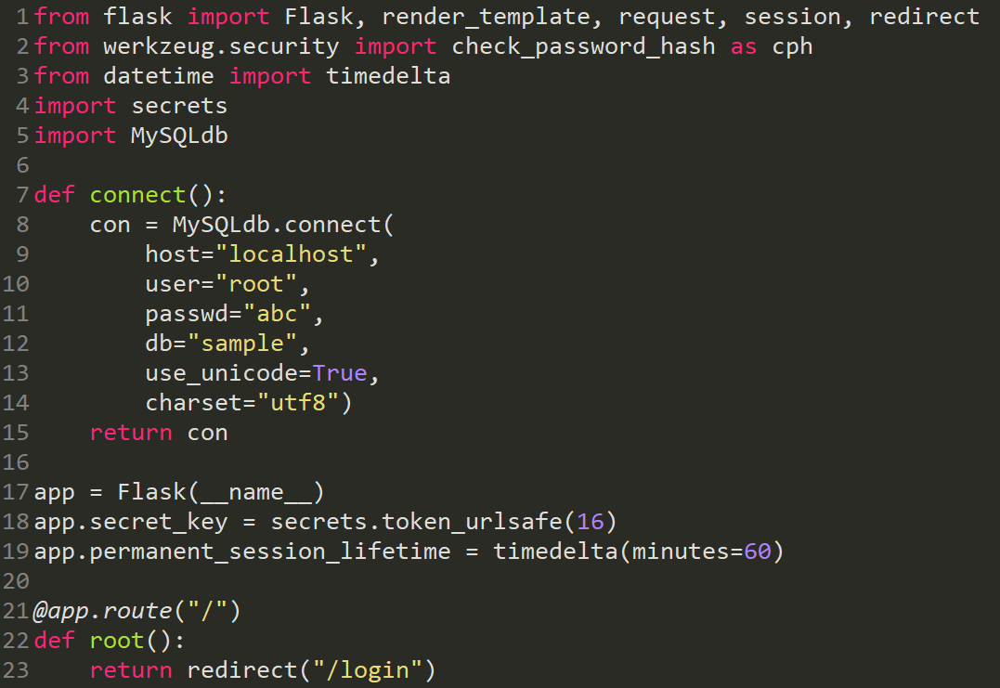 1 from flask import Flask, render_template, request, session, redirect
2 from werkzeug.security import check_password_hash as cph
3 from datetime import timedelta
4 import secrets
5 import MySQLdb
6
7 def connect():
8     con = MySQLdb.connect(
9         host="localhost",
10         user="root",
11         passwd="abc",
12         db="sample",
13         use_unicode=True,
14         charset="utf8")
15     return con
16
17 app = Flask(__name__)
18 app.secret_key = secrets.token_urlsafe(16)
19 app.permanent_session_lifetime = timedelta(minutes=60)
20
21 @app.route("/")
22 def root():
23     return redirect("/login")